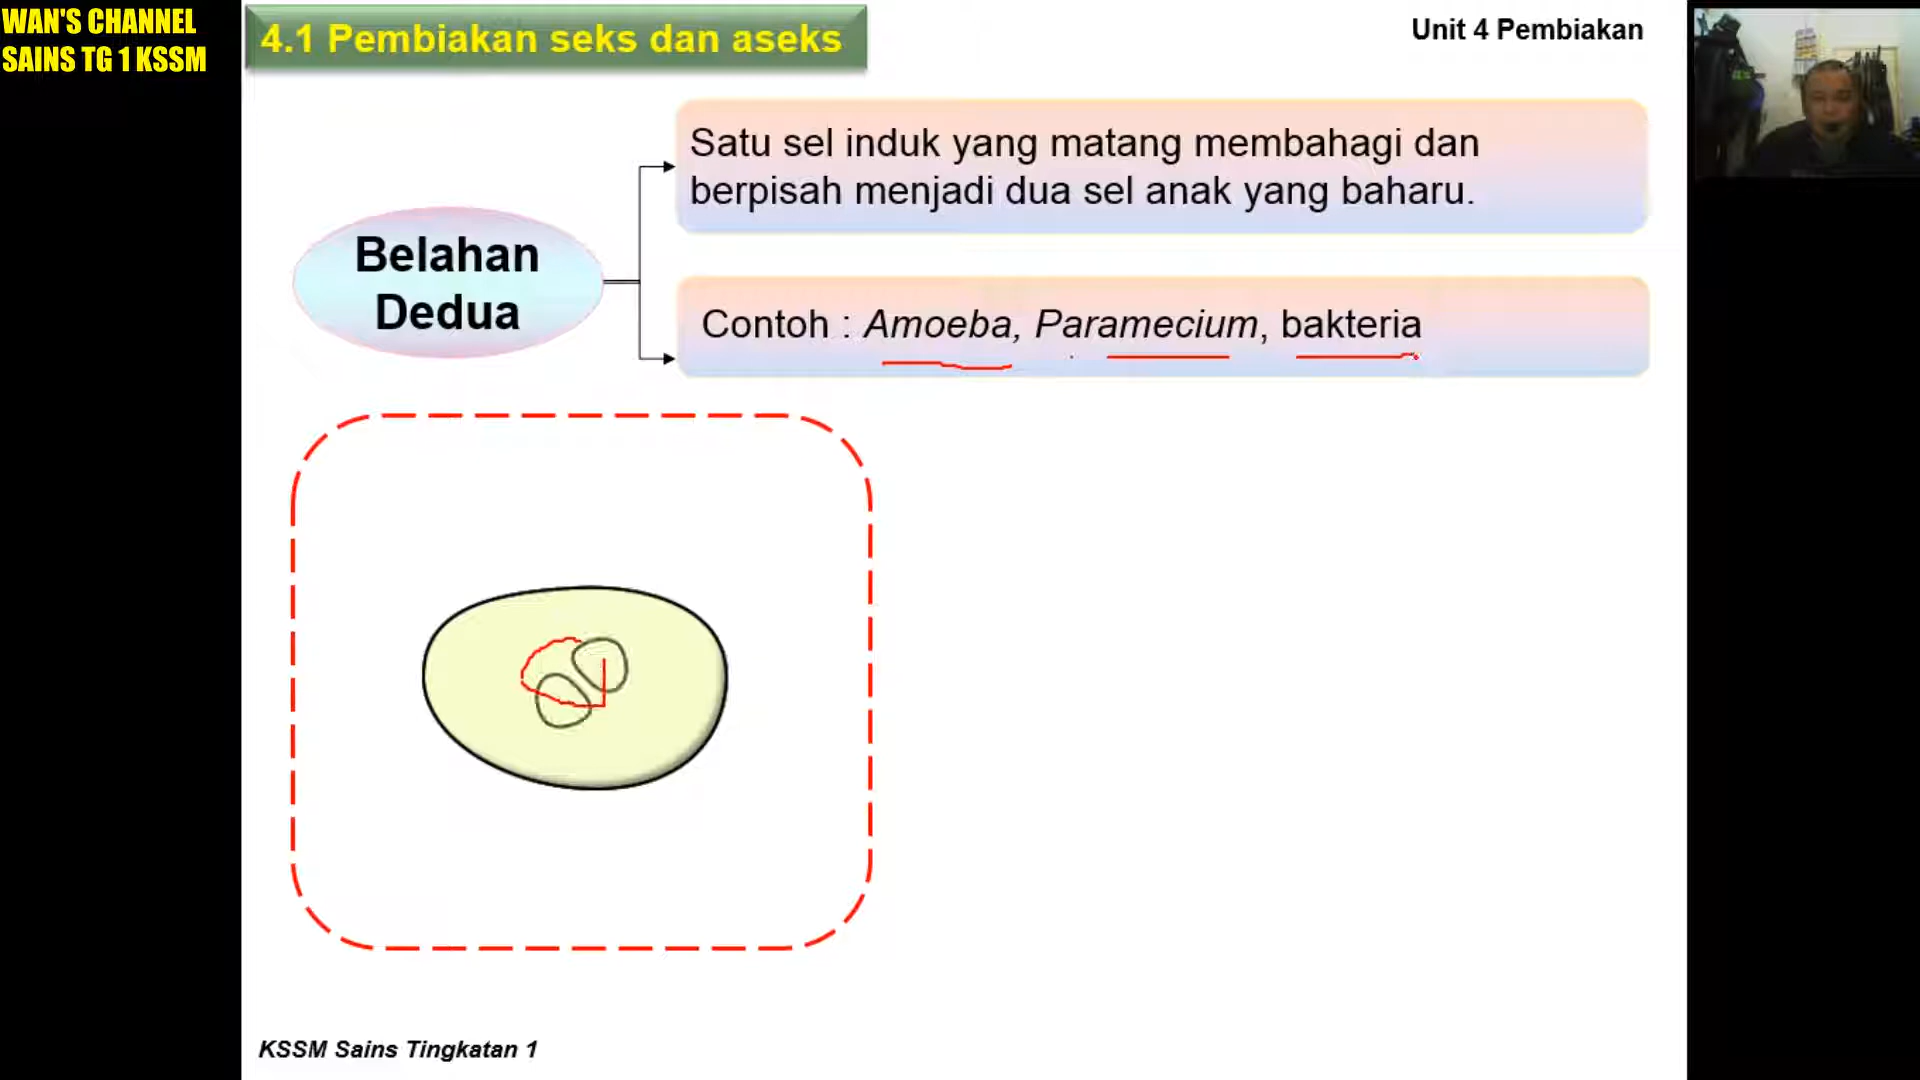 WAN'S CHANNEL
SAINS TG 1 KSSM
4.1 Pembiakan seks dan aseks
Unit 4 Pembiakan
Satu sel induk yang matang membahagi dan
berpisah menjadi dua sel anak yang baharu.
Belahan
Dedua
Contoh : Amoeba, Paramecium, bakteria
KSSM Sains Tingkatan 1